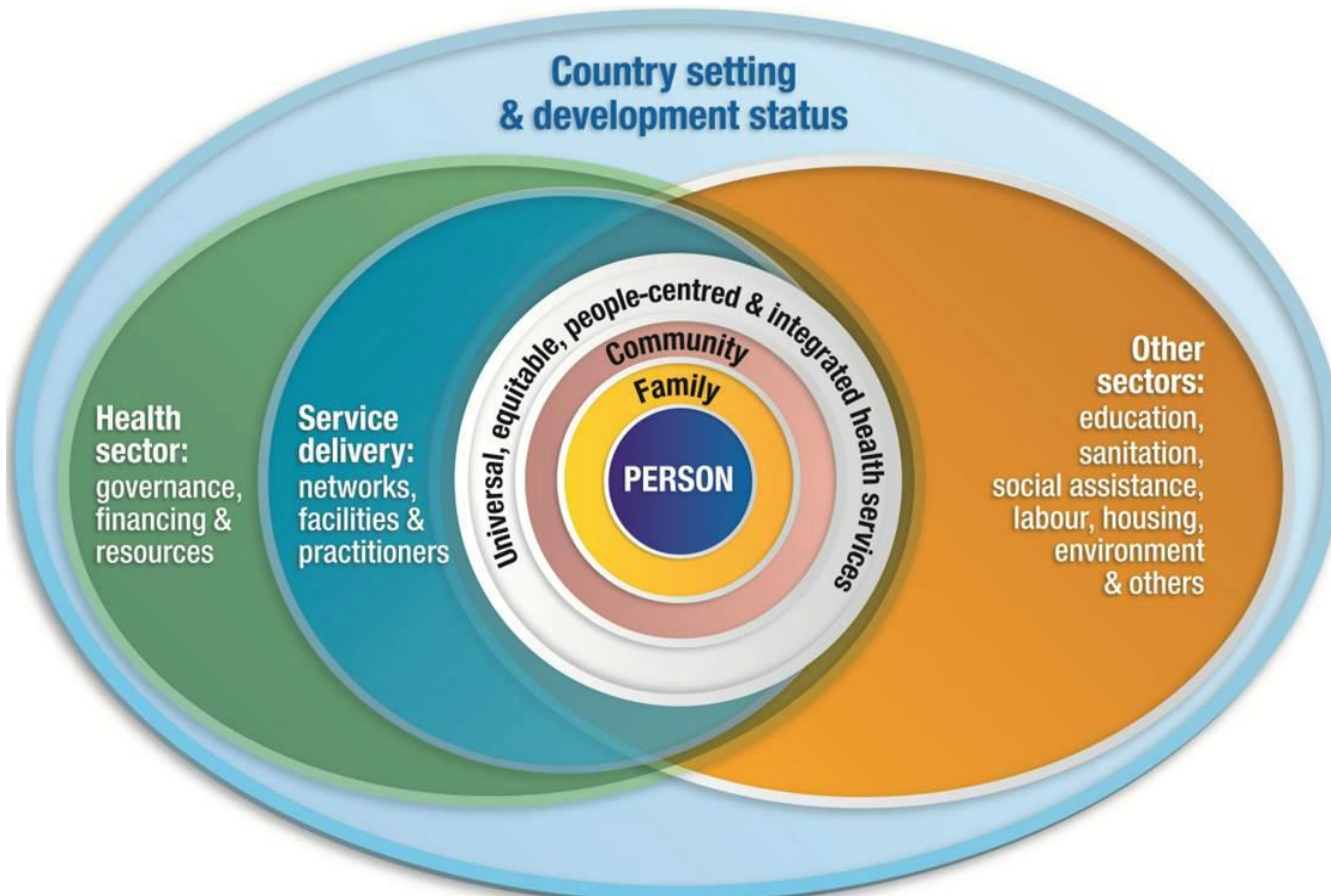 Country setting
& development status
Health
sector:
governance,
financing &
resources
Service
delivery:
networks,
facilities &
practitioners
Universal, equitable, people-centred & integrated health services
Community
Family
PERSON
Other
sectors:
education,
sanitation,
social assistance,
labour, housing,
environment
& others